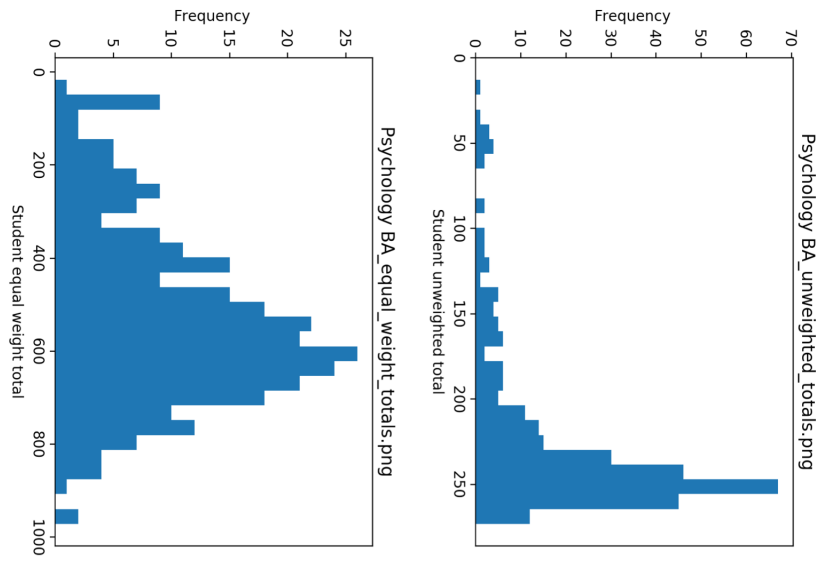 Frequency
0 5 10 15 20 25
0
200
400
600
800
1000
Student equal weight total
Psychology BA_equal_weight_totals.png
Frequency
0 10 20 30 40 50 60 70
0
50
100
150
200
250
Student unweighted total
Psychology BA_unweighted_totals.png